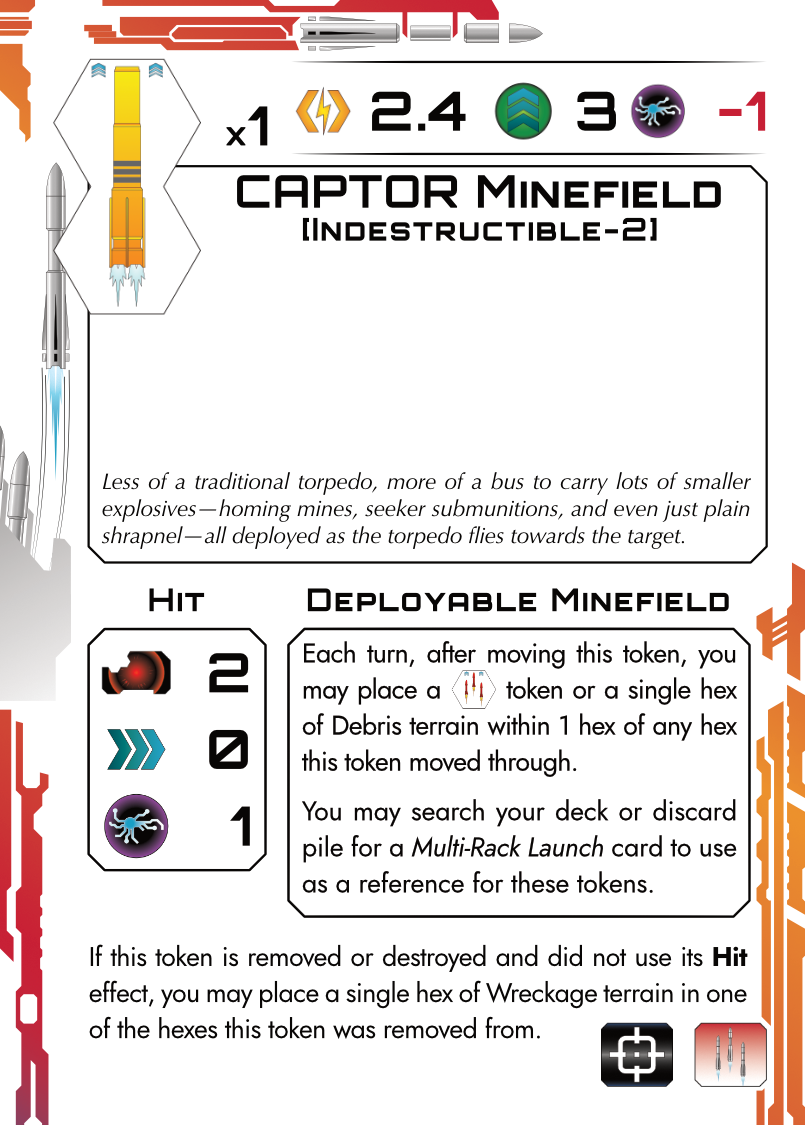 x1 2.4 3 -1
CAPTOR Minefield
[Indestructible-2]
Less of a traditional torpedo, more of a bus to carry lots of smaller
explosives—homing mines, seeker submunitions, and even just plain
shrapnel—all deployed as the torpedo flies towards the target.
Hit
2
0
1
Deployable Minefield
Each turn, after moving this token, you
may place a token or a single hex
of Debris terrain within 1 hex of any hex
this token moved through.
You may search your deck or discard
pile for a Multi-Rack Launch card to use
as a reference for these tokens.
If this token is removed or destroyed and did not use its Hit
effect, you may place a single hex of Wreckage terrain in one
of the hexes this token was removed from.